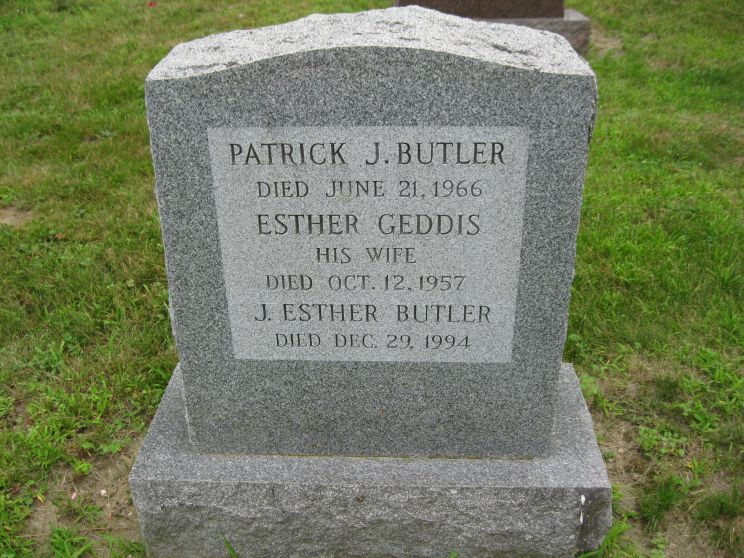 PATRICK J. BUTLER
DIED JUNE 21, 1966
ESTHER GEDDIS
HIS WIFE
DIED OCT. 12, 1957
J. ESTHER BUTLER
DIED DEC. 29, 1994